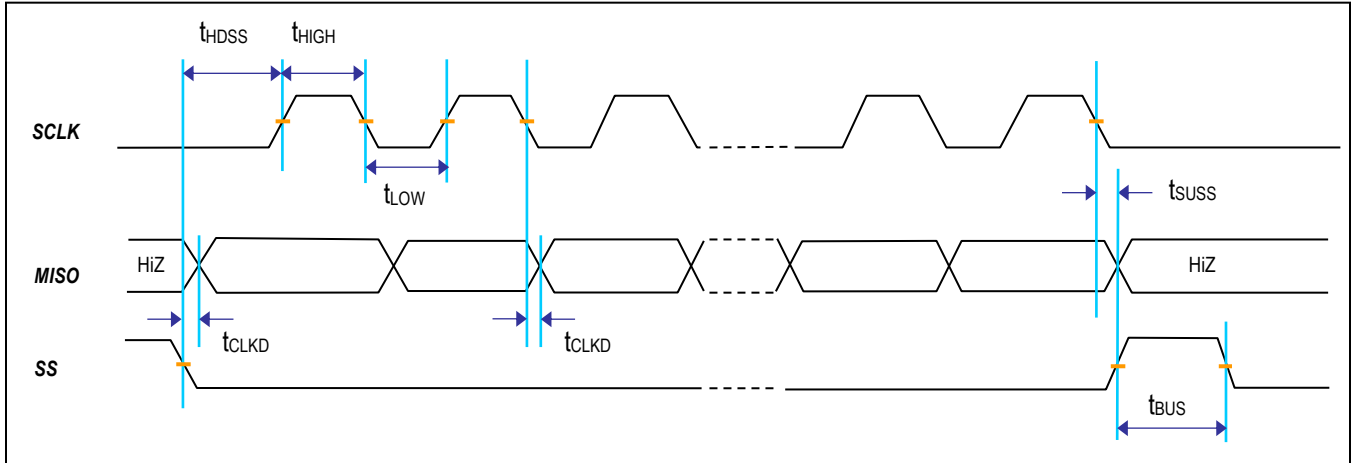 tHDSS
tHIGH
SCLK
tLOW
tSUSS
HiZ
HiZ
MISO
tCLKD
tCLKD
SS
tBUS